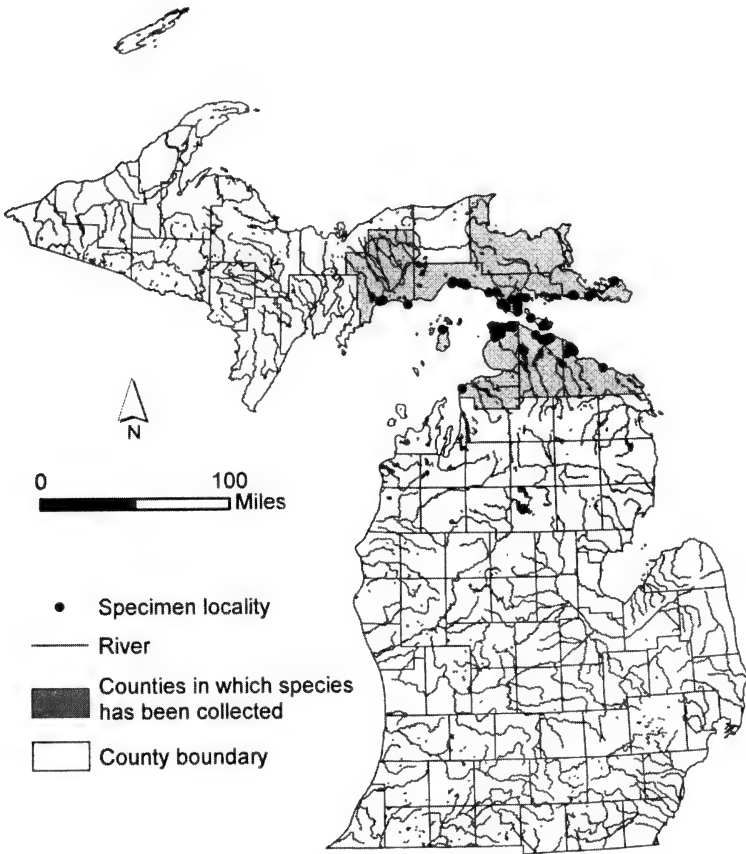 N
0 100
Miles
Specimen locality
River
Counties in which species
has been collected
County boundary